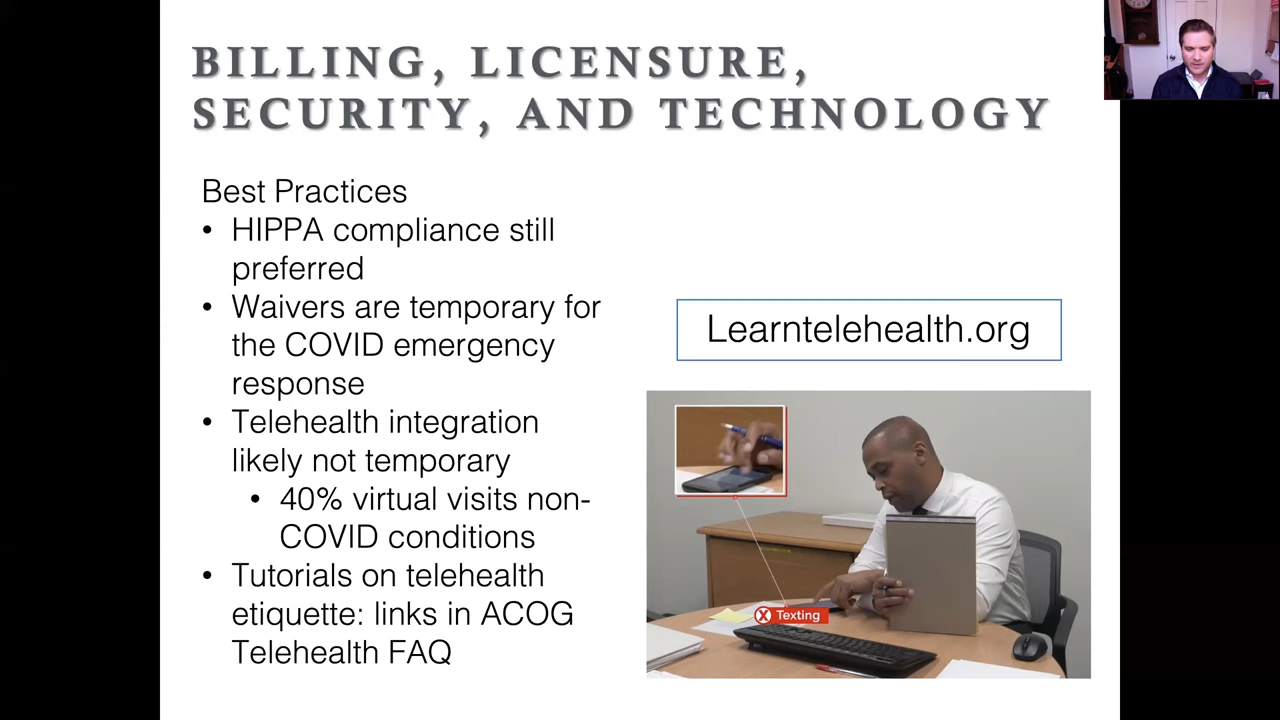 BILLING, LICENSURE,
SECURITY, AND TECHNOLOGY
Best Practices
• HIPPA compliance still
preferred
• Waivers are temporary for
the COVID emergency
response
• Telehealth integration
likely not temporary
• 40% virtual visits non-
COVID conditions
• Tutorials on telehealth
etiquette: links in ACOG
Telehealth FAQ
Learntelehealth.org
X Texting